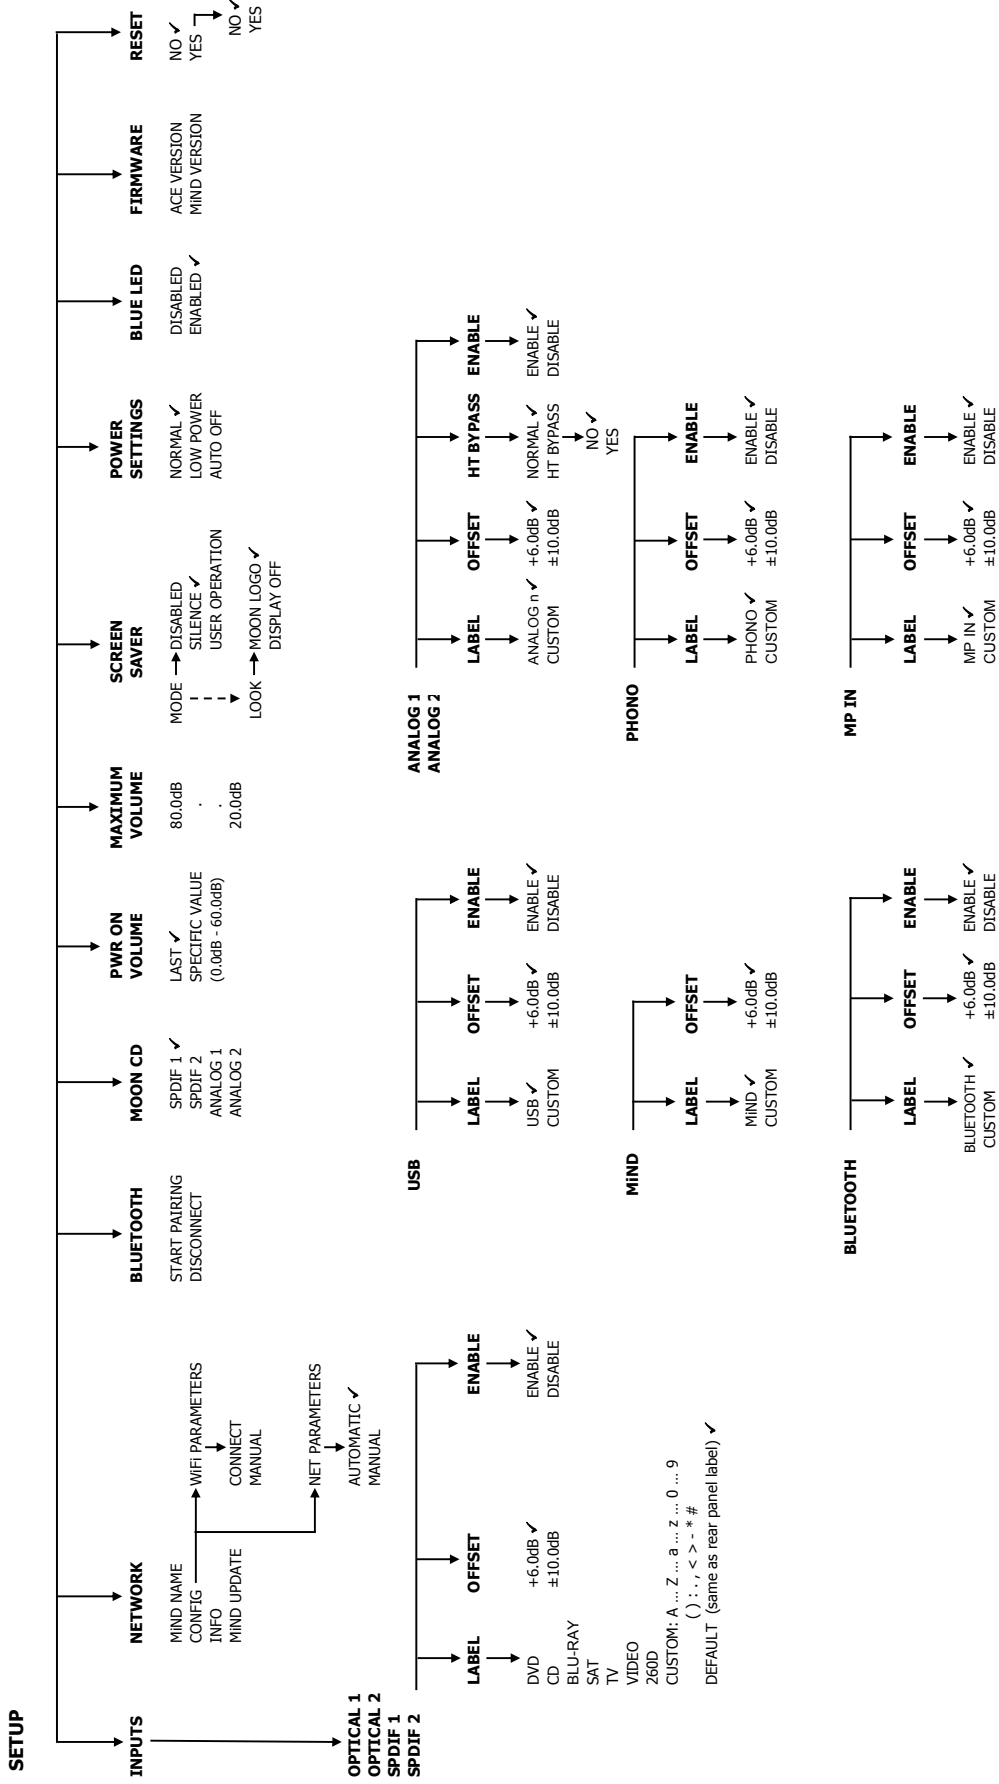 SETUP
INPUTS
NETWORK
MiND NAME
CONFIG
INFO
MiND UPDATE
WiFi PARAMETERS
CONNECT
MANUAL
NET PARAMETERS
AUTOMATIC ✓
MANUAL
BLUETOOTH
START PAIRING
DISCONNECT
MOON CD
SPDIF 1 ✓
SPDIF 2
ANALOG 1
ANALOG 2
PWR ON
VOLUME
LAST ✓
SPECIFIC VALUE
(0.0dB - 60.0dB)
MAXIMUM
VOLUME
80.0dB
.
.
20.0dB
SCREEN
SAVER
MODE
DISABLED
SILENCE ✓
USER OPERATION
LOOK
MOON LOGO ✓
DISPLAY OFF
POWER
SETTINGS
NORMAL ✓
LOW POWER
AUTO OFF
BLUE LED
DISABLED
ENABLED ✓
FIRMWARE
ACE VERSION
MiND VERSION
RESET
NO ✓
YES
NO ✓
YES
OPTICAL 1
OPTICAL 2
SPDIF 1
SPDIF 2
LABEL
DVD
CD
BLU-RAY
SAT
TV
VIDEO
260D
CUSTOM: A ... Z ... a ... z ... 0 ... 9
( ) : . , < > - * #
DEFAULT (same as rear panel label) ✓
OFFSET
+6.0dB ✓
±10.0dB
ENABLE
ENABLE ✓
DISABLE
USB
LABEL
USB ✓
CUSTOM
OFFSET
+6.0dB ✓
±10.0dB
ENABLE
ENABLE ✓
DISABLE
ANALOG 1
ANALOG 2
LABEL
ANALOG n ✓
CUSTOM
OFFSET
+6.0dB ✓
±10.0dB
HT BYPASS
NORMAL ✓
HT BYPASS
NO ✓
YES
ENABLE
ENABLE ✓
DISABLE
MiND
LABEL
MiND ✓
CUSTOM
OFFSET
+6.0dB ✓
±10.0dB
PHONO
LABEL
PHONO ✓
CUSTOM
OFFSET
+6.0dB ✓
±10.0dB
ENABLE
ENABLE ✓
DISABLE
BLUETOOTH
LABEL
BLUETOOTH ✓
CUSTOM
OFFSET
+6.0dB ✓
±10.0dB
ENABLE
ENABLE ✓
DISABLE
MP IN
LABEL
MP IN ✓
CUSTOM
OFFSET
+6.0dB ✓
±10.0dB
ENABLE
ENABLE ✓
DISABLE